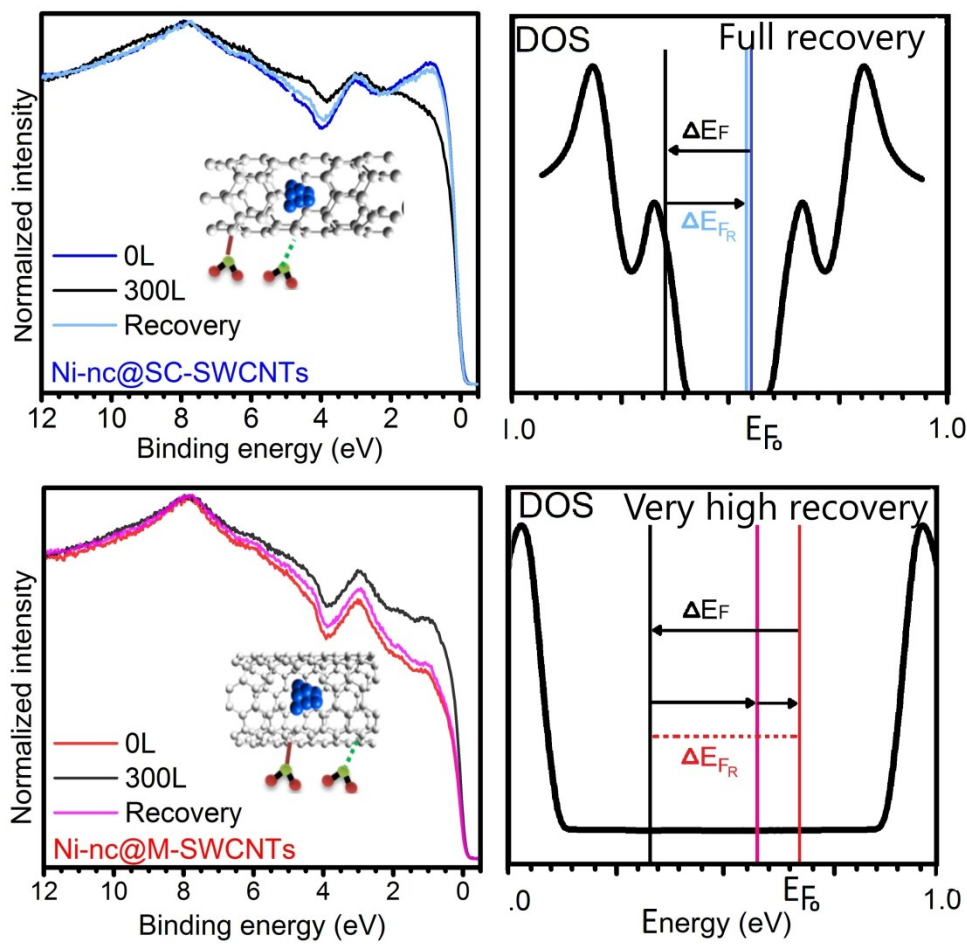 Normalized intensity
0L
300L
Recovery
Ni-nc@SC-SWCNTs
12 10 8 6 4 2 0
Binding energy (eV)
DOS Full recovery
ΔEF
ΔEFR
1.0 EF0 1.0
Normalized intensity
0L
300L
Recovery
Ni-nc@M-SWCNTs
12 10 8 6 4 2 0
Binding energy (eV)
DOS Very high recovery
ΔEF
ΔEFR
.0 EF0 1.0
Energy (eV)